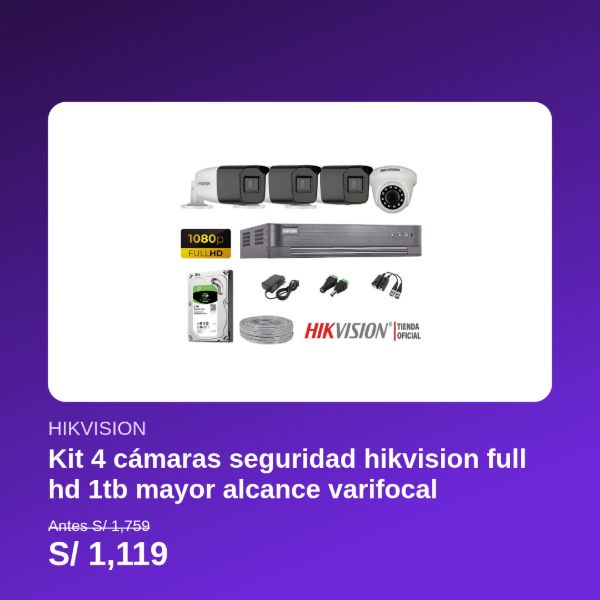 HIKVISION
1080p
FULL HD
HIKVISION® TIENDA
OFICIAL
HIKVISION
Kit 4 cámaras seguridad hikvision full
hd 1tb mayor alcance varifocal
Antes S/ 1,759
S/ 1,119